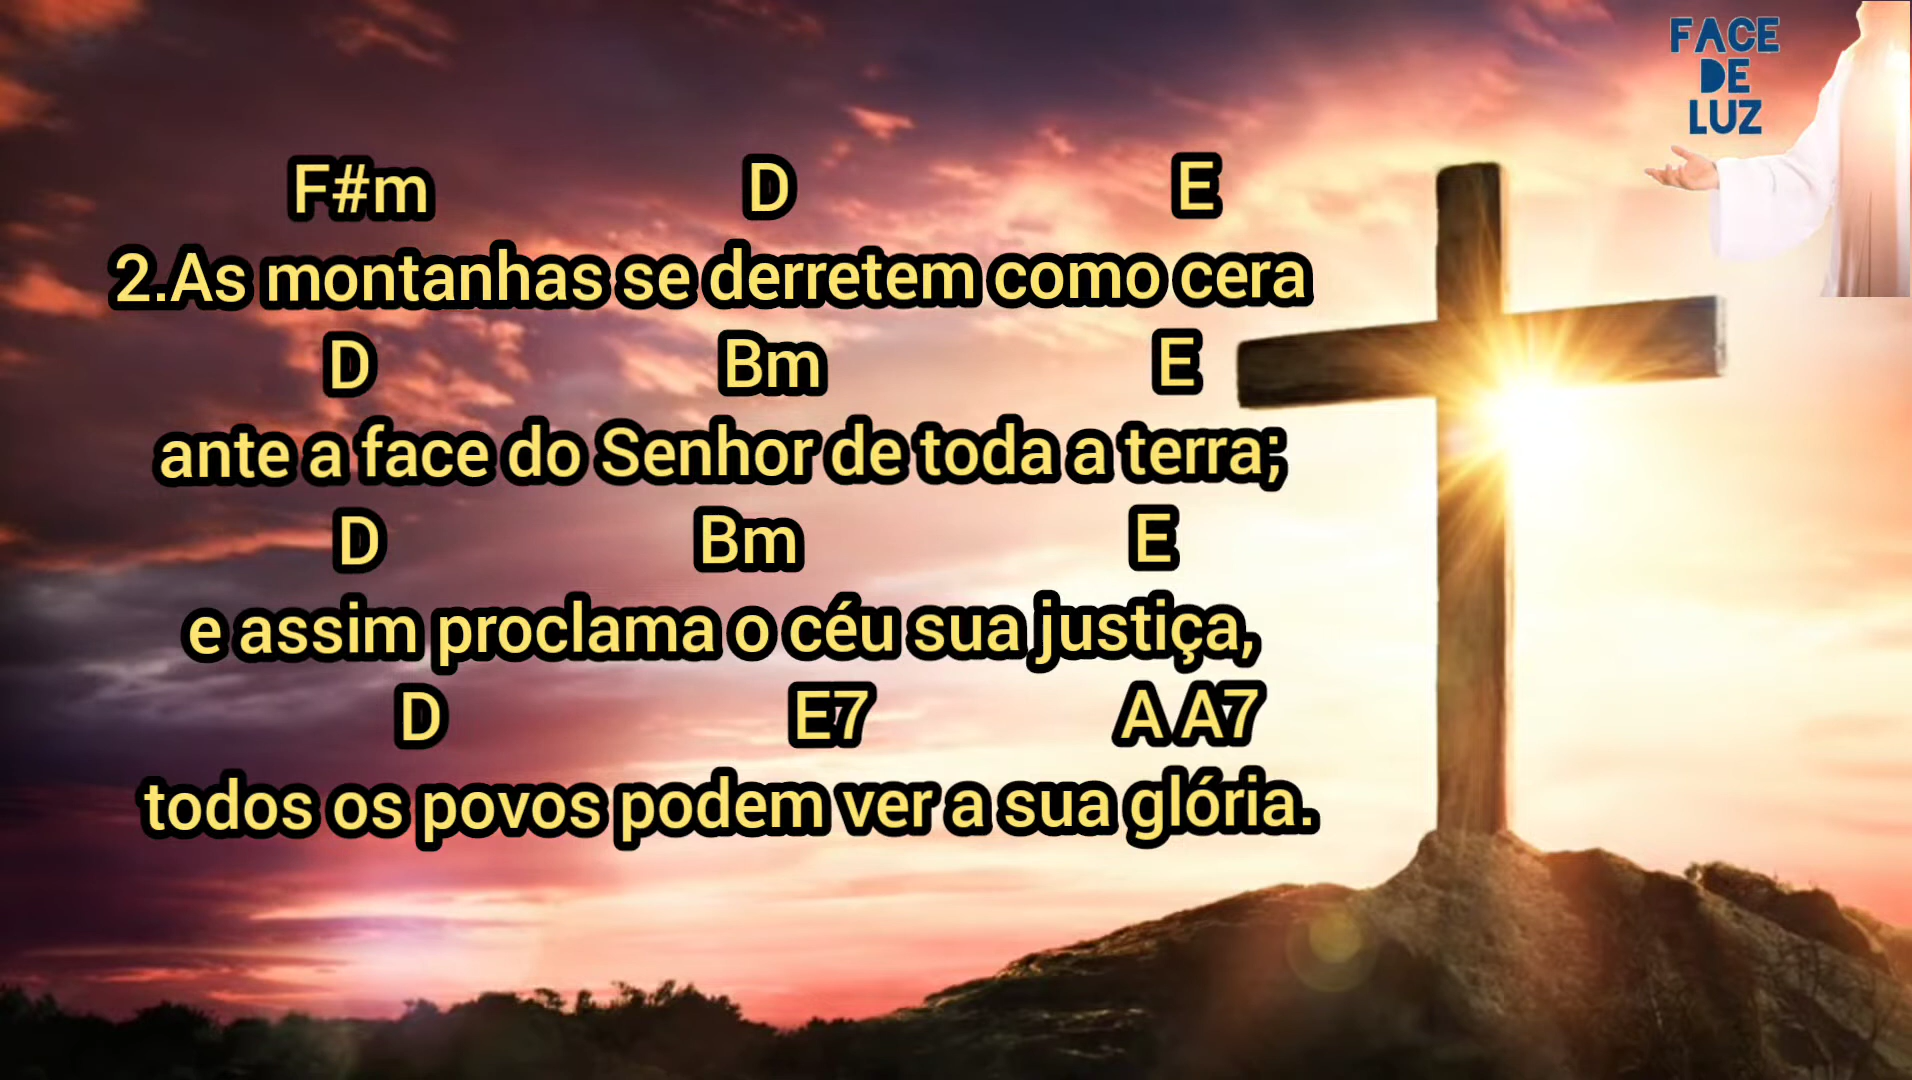 FACE
DE
LUZ
F#m D E
2.As montanhas se derretem como cera
D Bm E
ante a face do Senhor de toda a terra;
D Bm E
e assim proclama o céu sua justiça,
D E7 A A7
todos os povos podem ver a sua glória.